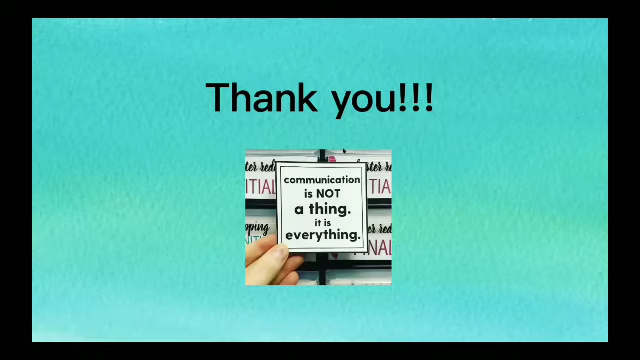 Thank you!!!
communication
is NOT
a thing.
it is
everything.